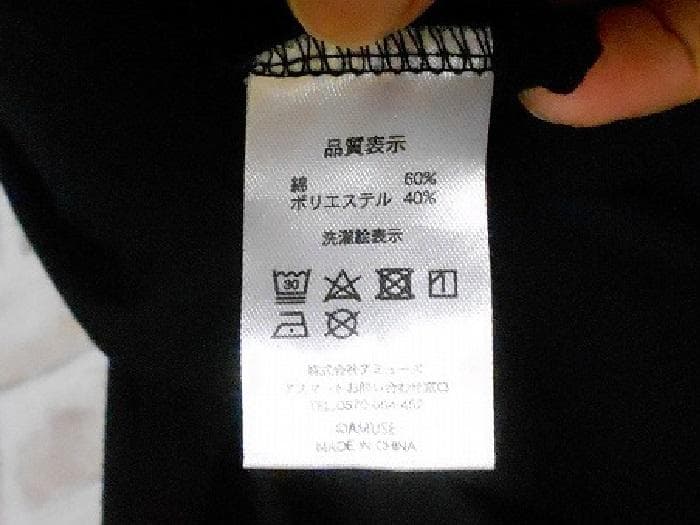 品質表示
綿 60%
ポリエステル 40%
洗濯絵表示
30
株式会社アミューズ
アスマートお問い合わせ窓口
©AMUSE
MADE IN CHINA